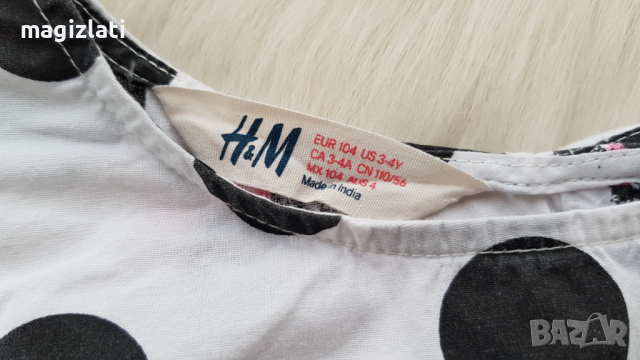 magizlati
H&M
EUR 104 US 3-4Y
CA 3-4A CN 110/56
MX 104 AUS 4
Made in India
BAZAR